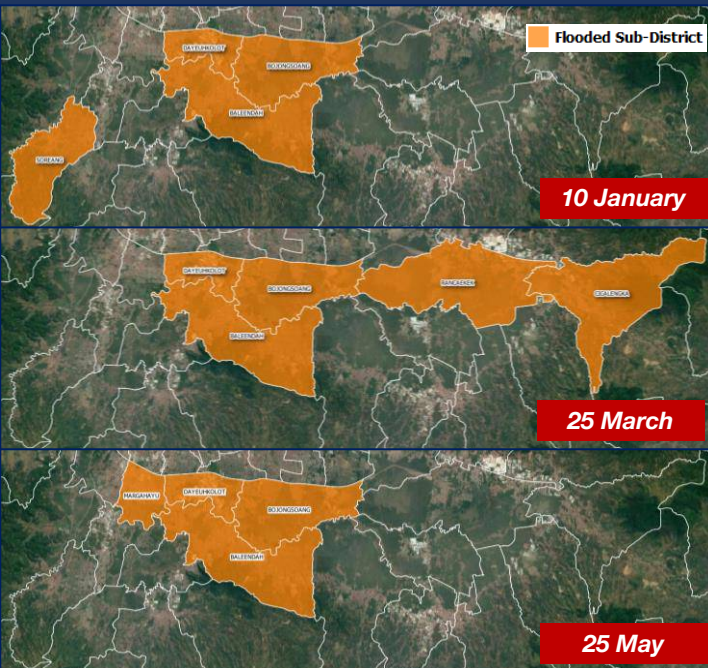 Flooded Sub-District
DAYEUHKOLOT
BOJONGSOANG
BALEENDAH
SOREANG
10 January
DAYEUHKOLOT
BOJONGSOANG
RANCAEKEK
CICALENGKA
BALEENDAH
25 March
MARGAHAYU
DAYEUHKOLOT
BOJONGSOANG
BALEENDAH
25 May